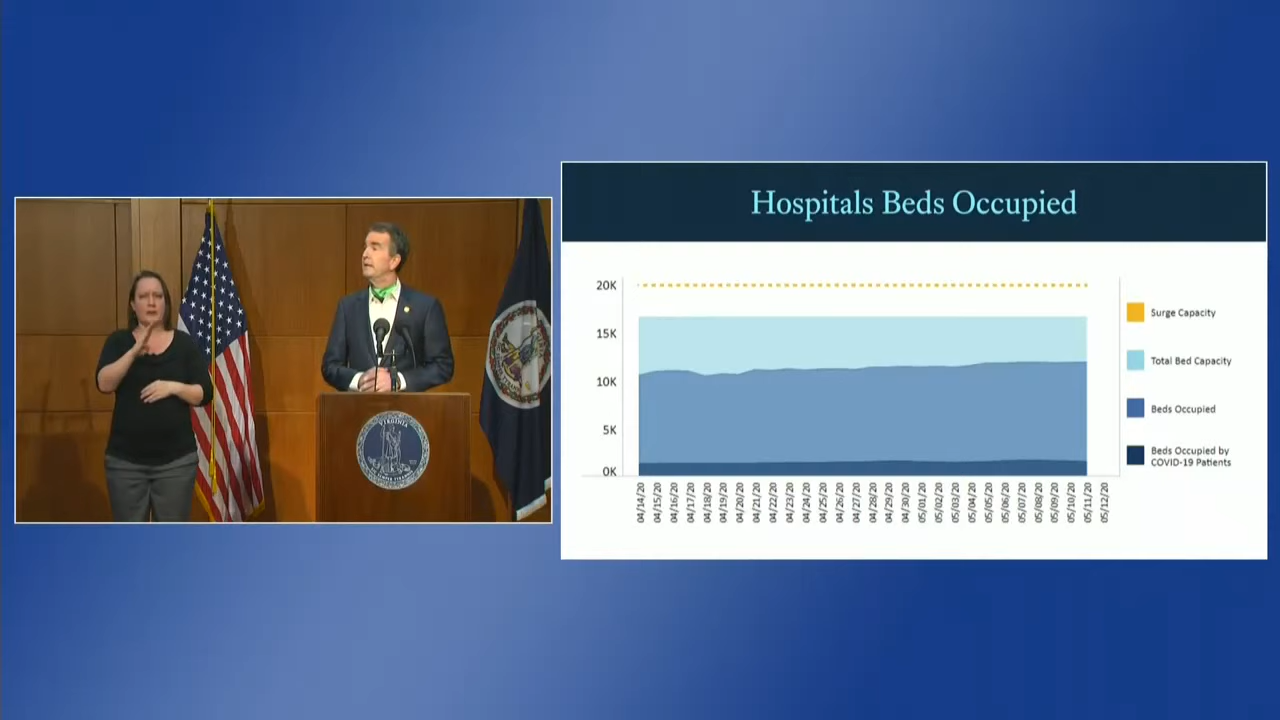 Hospitals Beds Occupied
20K
15K
10K
5K
0K
04/14/20
04/15/20
04/16/20
04/17/20
04/18/20
04/19/20
04/20/20
04/21/20
04/22/20
04/23/20
04/24/20
04/25/20
04/26/20
04/27/20
04/28/20
04/29/20
04/30/20
05/01/20
05/02/20
05/03/20
05/04/20
05/05/20
05/06/20
05/07/20
05/08/20
05/09/20
05/10/20
05/11/20
05/12/20
Surge Capacity
Total Bed Capacity
Beds Occupied
Beds Occupied by
COVID-19 Patients
VIRGINIA